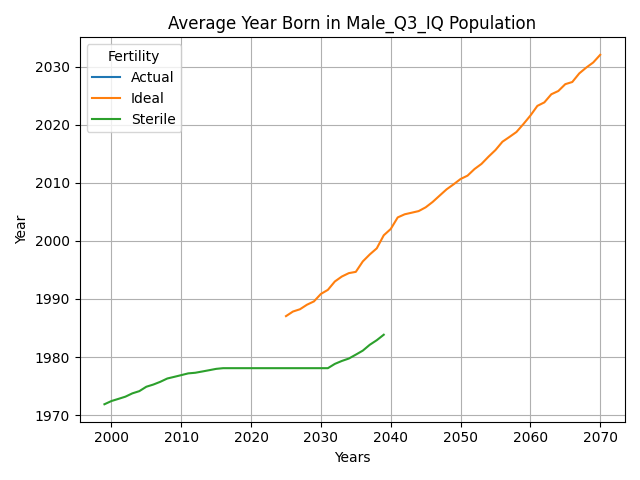 Average Year Born in Male_Q3_IQ Population
Fertility
Actual
Ideal
Sterile
Year
2030
2020
2010
2000
1990
1980
1970
2000 2010 2020 2030 2040 2050 2060 2070
Years